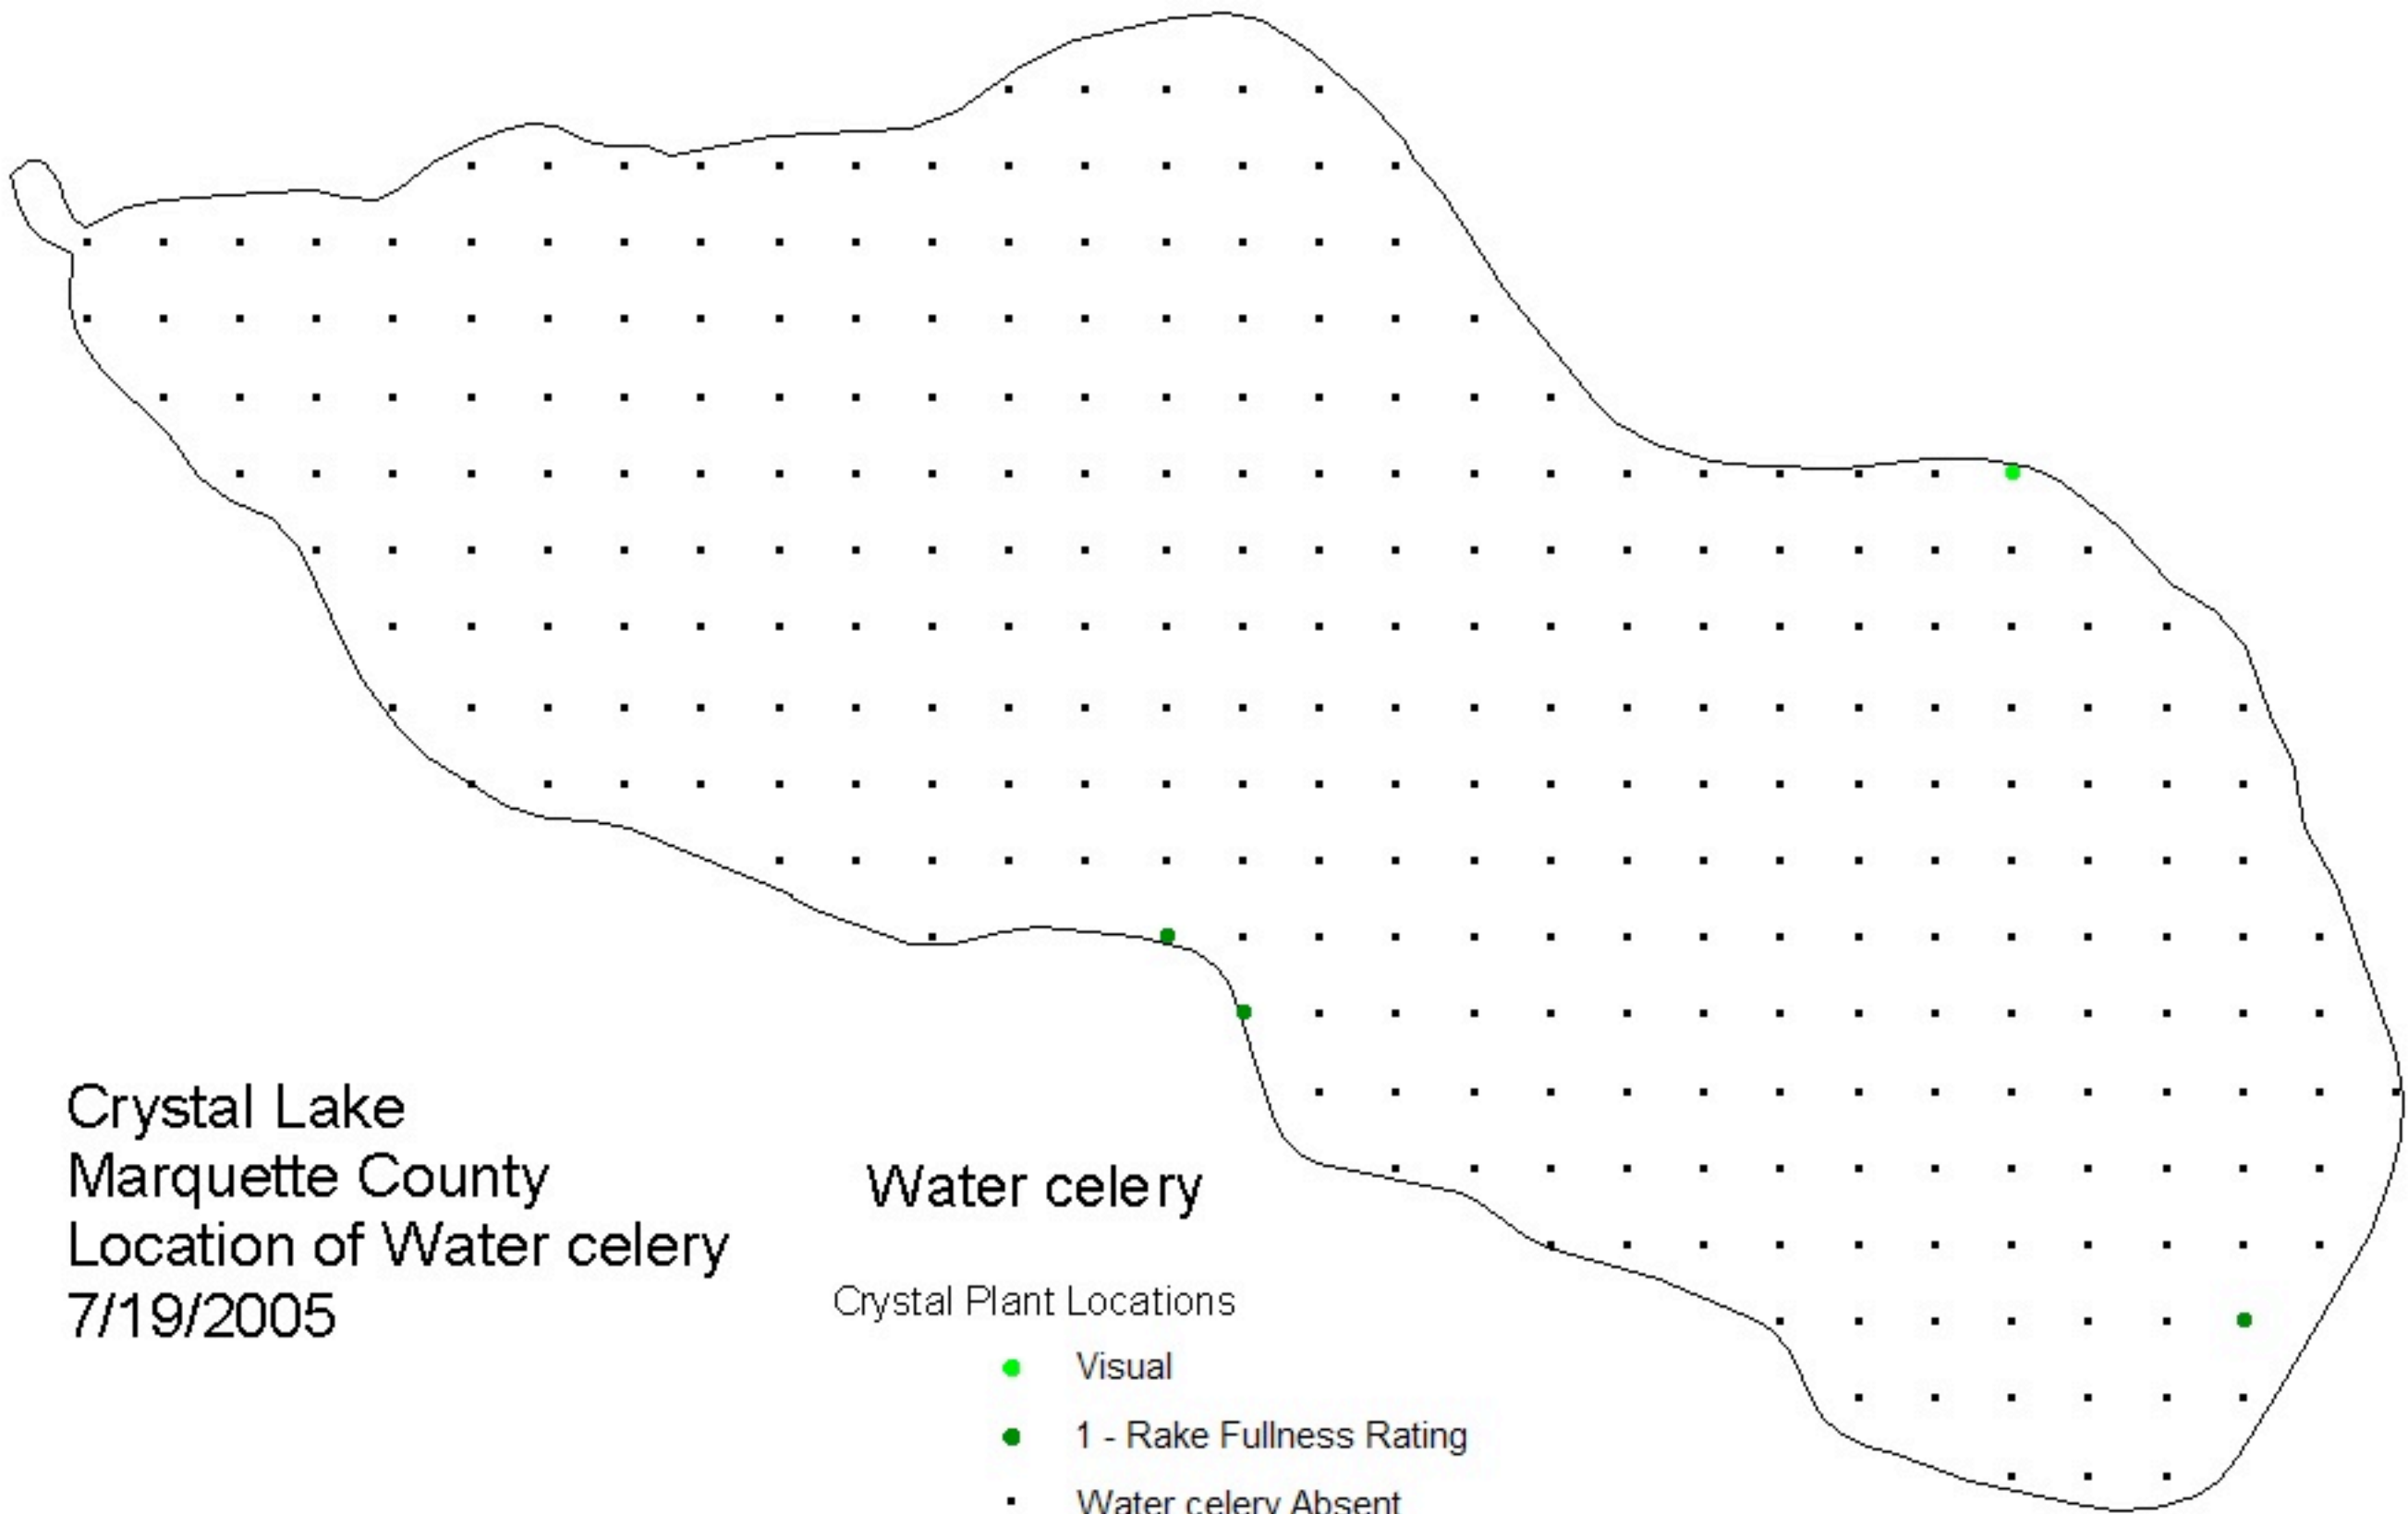 Crystal Lake
Marquette County
Location of Water celery
7/19/2005
Water celery
Crystal Plant Locations
Visual
1 - Rake Fullness Rating
Water celery Absent